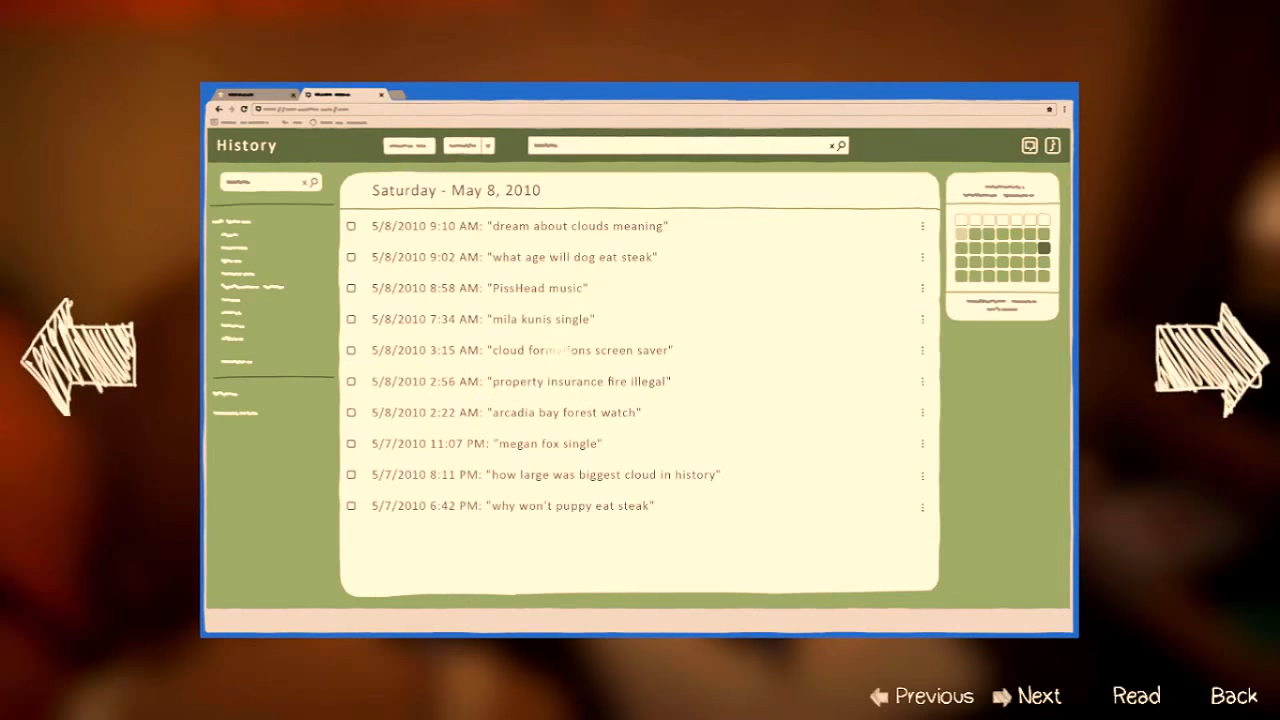 History
Saturday - May 8, 2010
5/8/2010 9:10 AM: "dream about clouds meaning"
5/8/2010 9:02 AM: "what age will dog eat steak"
5/8/2010 8:58 AM: "PissHead music"
5/8/2010 7:34 AM: "mila kunis single"
5/8/2010 3:15 AM: "cloud formations screen saver"
5/8/2010 2:56 AM: "property insurance fire illegal"
5/8/2010 2:22 AM: "arcadia bay forest watch"
5/7/2010 11:07 PM: "megan fox single"
5/7/2010 8:11 PM: "how large was biggest cloud in history"
5/7/2010 6:42 PM: "why won't puppy eat steak"
Previous Next Read Back